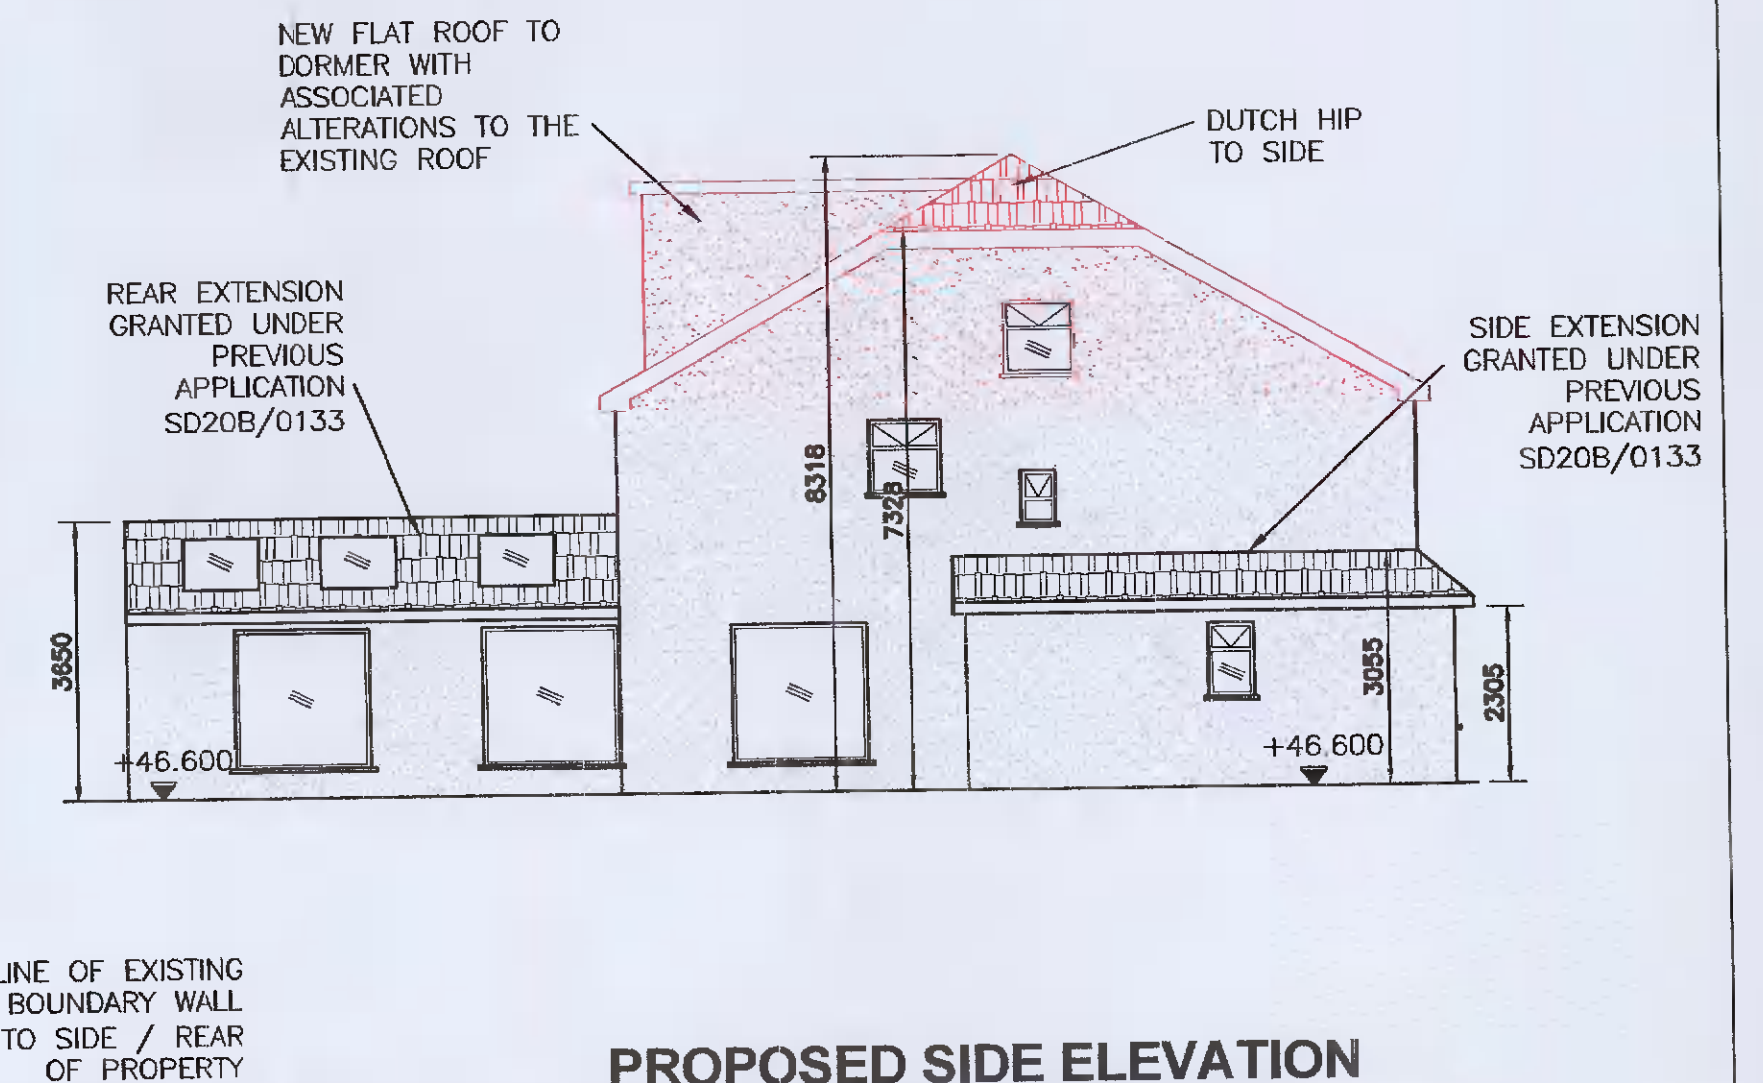 NEW FLAT ROOF TO
DORMER WITH
ASSOCIATED
ALTERATIONS TO THE
EXISTING ROOF
DUTCH HIP
TO SIDE
REAR EXTENSION
GRANTED UNDER
PREVIOUS
APPLICATION
SD20B/0133
SIDE EXTENSION
GRANTED UNDER
PREVIOUS
APPLICATION
SD20B/0133
8318
7328
3650
3055
2305
+46.600
+46.600
LINE OF EXISTING
BOUNDARY WALL
TO SIDE / REAR
OF PROPERTY
PROPOSED SIDE ELEVATION